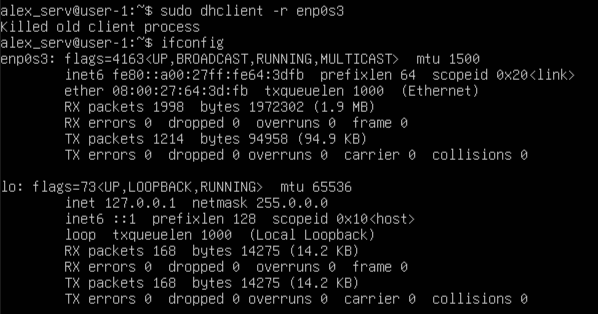 alex_serv@user-1:~$ sudo dhclient -r enp0s3
Killed old client process
alex_serv@user-1:~$ ifconfig
enp0s3: flags=4163<UP,BROADCAST,RUNNING,MULTICAST>  mtu 1500
        inet6 fe80::a00:27ff:fe64:3dfb  prefixlen 64  scopeid 0x20<link>
        ether 08:00:27:64:3d:fb  txqueuelen 1000  (Ethernet)
        RX packets 1998  bytes 1972302 (1.9 MB)
        RX errors 0  dropped 0  overruns 0  frame 0
        TX packets 1214  bytes 94958 (94.9 KB)
        TX errors 0  dropped 0 overruns 0  carrier 0  collisions 0

lo: flags=73<UP,LOOPBACK,RUNNING>  mtu 65536
        inet 127.0.0.1  netmask 255.0.0.0
        inet6 ::1  prefixlen 128  scopeid 0x10<host>
        loop  txqueuelen 1000  (Local Loopback)
        RX packets 168  bytes 14275 (14.2 KB)
        RX errors 0  dropped 0  overruns 0  frame 0
        TX packets 168  bytes 14275 (14.2 KB)
        TX errors 0  dropped 0 overruns 0  carrier 0  collisions 0